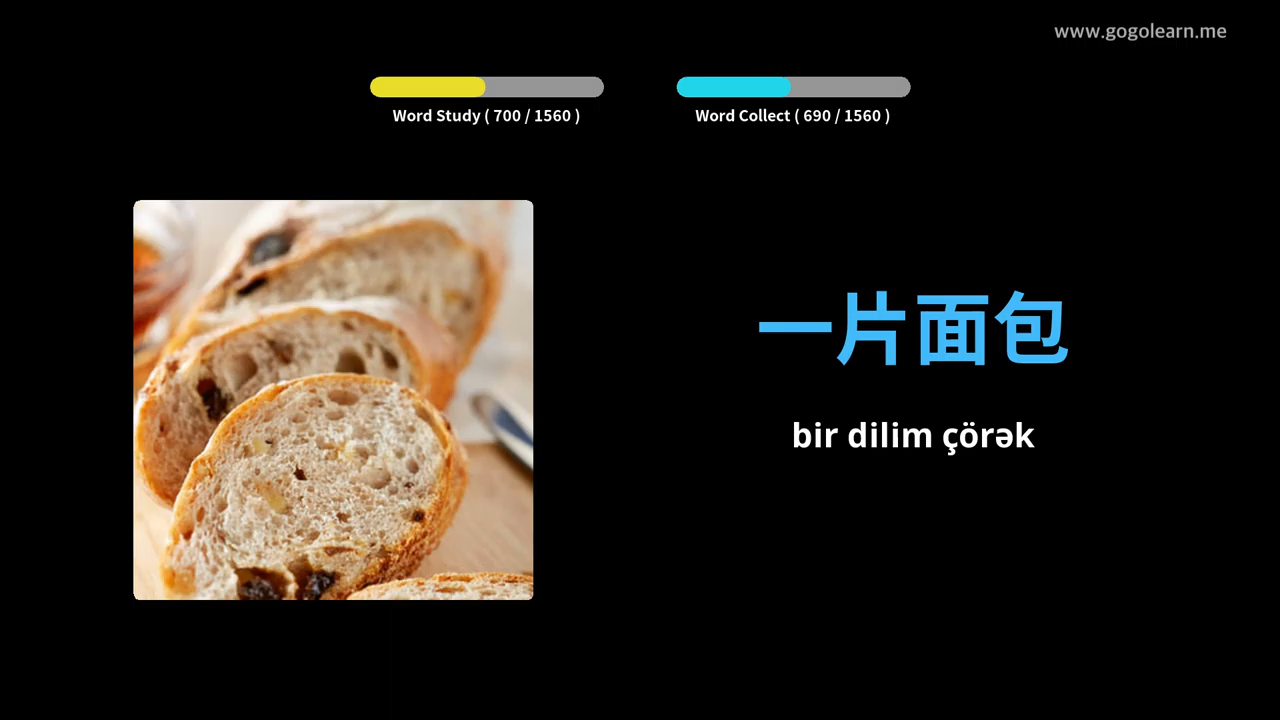 www.gogolearn.me
Word Study ( 700 / 1560 )
Word Collect ( 690 / 1560 )
一片面包
bir dilim çörək